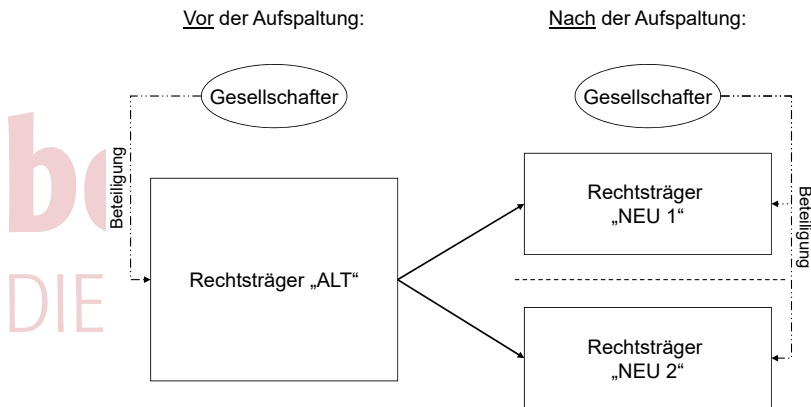 Vor der Aufspaltung:
Nach der Aufspaltung:
Gesellschafter
Gesellschafter
Beteiligung
Rechtsträger „ALT“
Rechtsträger
„NEU 1“
Beteiligung
Rechtsträger
„NEU 2“
DIE